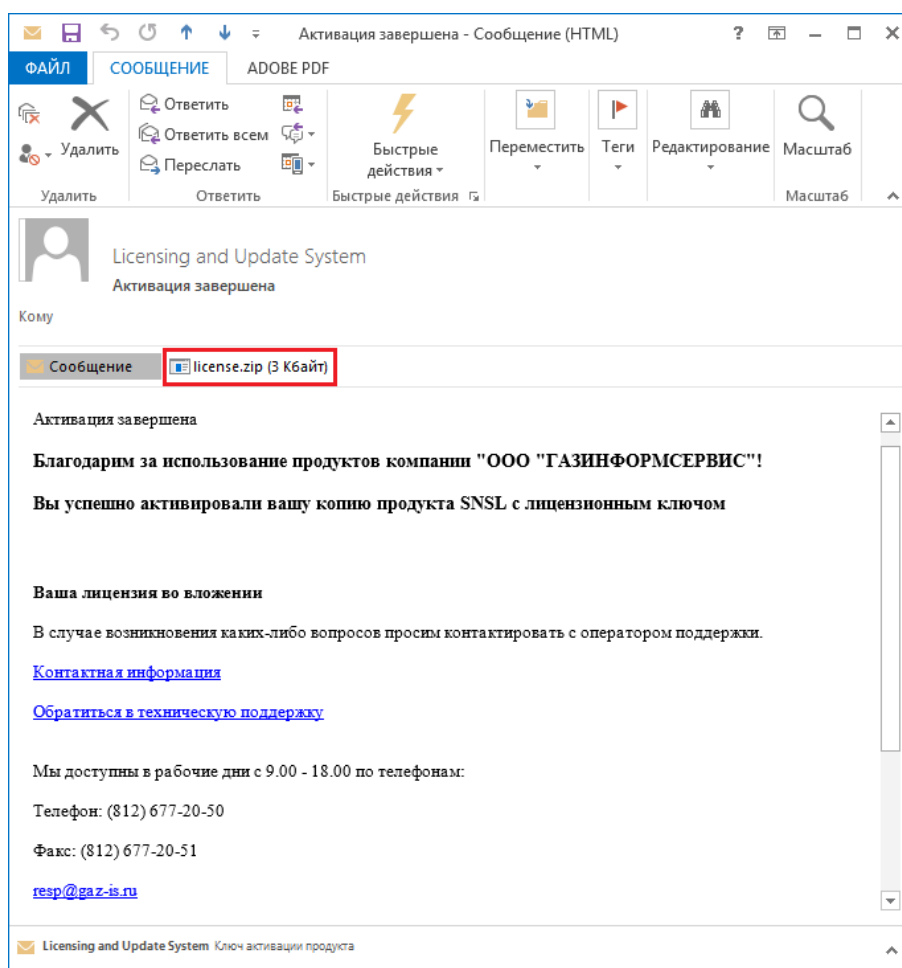 Активация завершена - Сообщение (HTML)
ФАЙЛ СООБЩЕНИЕ ADOBE PDF
Удалить
Ответить
Ответить всем
Переслать
Быстрые действия
Переместить
Теги
Редактирование
Масштаб
Удалить Ответить Быстрые действия Масштаб
Licensing and Update System
Активация завершена
Кому
Сообщение license.zip (3 Кбайт)
Активация завершена
Благодарим за использование продуктов компании "ООО "ГАЗИНФОРМСЕРВИС"!
Вы успешно активировали вашу копию продукта SNSL с лицензионным ключом
Ваша лицензия во вложении
В случае возникновения каких-либо вопросов просим контактировать с оператором поддержки.
Контактная информация
Обратиться в техническую поддержку
Мы доступны в рабочие дни с 9.00 - 18.00 по телефонам:
Телефон: (812) 677-20-50
Факс: (812) 677-20-51
resp@gaz-is.ru
Licensing and Update System Ключ активации продукта